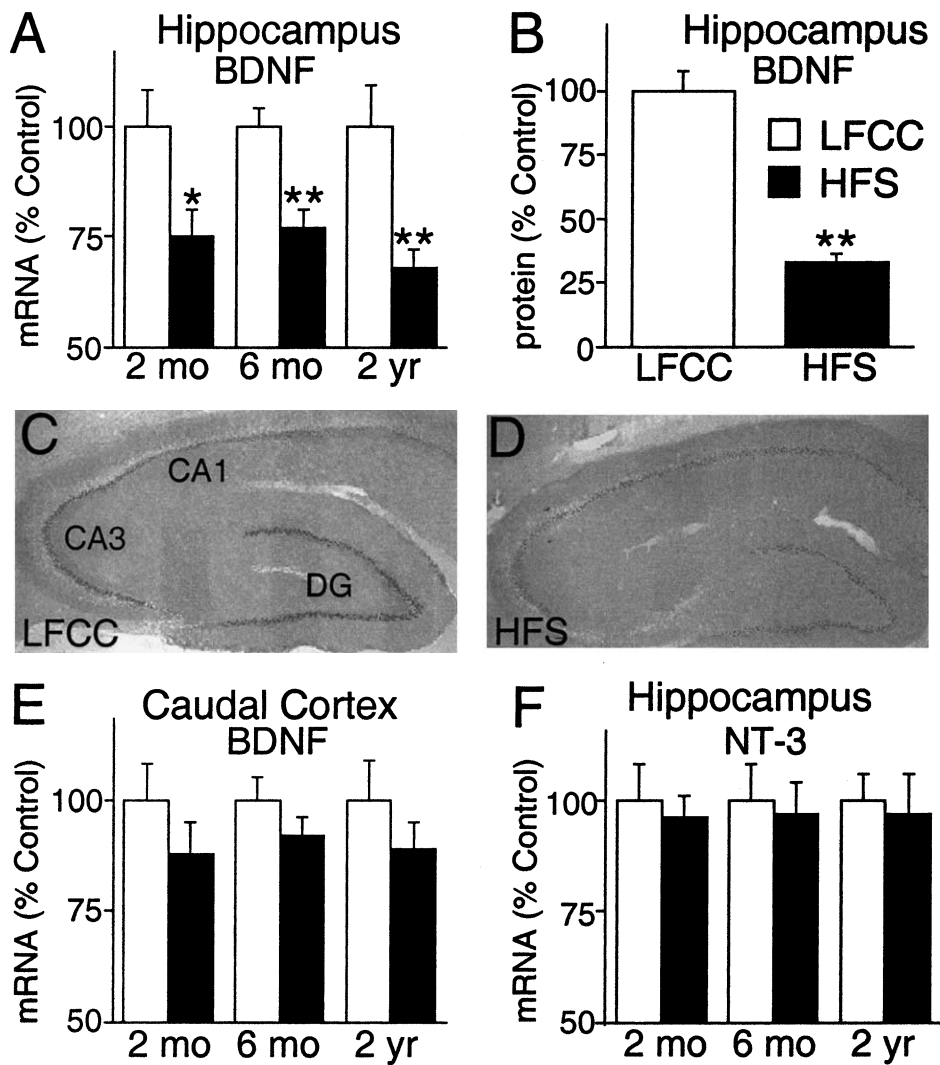 A
Hippocampus
BDNF
mRNA (% Control)
100
75
50
*
**
**
2 mo 6 mo 2 yr
B
Hippocampus
BDNF
protein (% Control)
100
75
50
25
0
LFCC
HFS
**
LFCC HFS
C
CA1
CA3
DG
LFCC
D
HFS
E
Caudal Cortex
BDNF
mRNA (% Control)
100
75
50
2 mo 6 mo 2 yr
F
Hippocampus
NT-3
mRNA (% Control)
100
75
50
2 mo 6 mo 2 yr